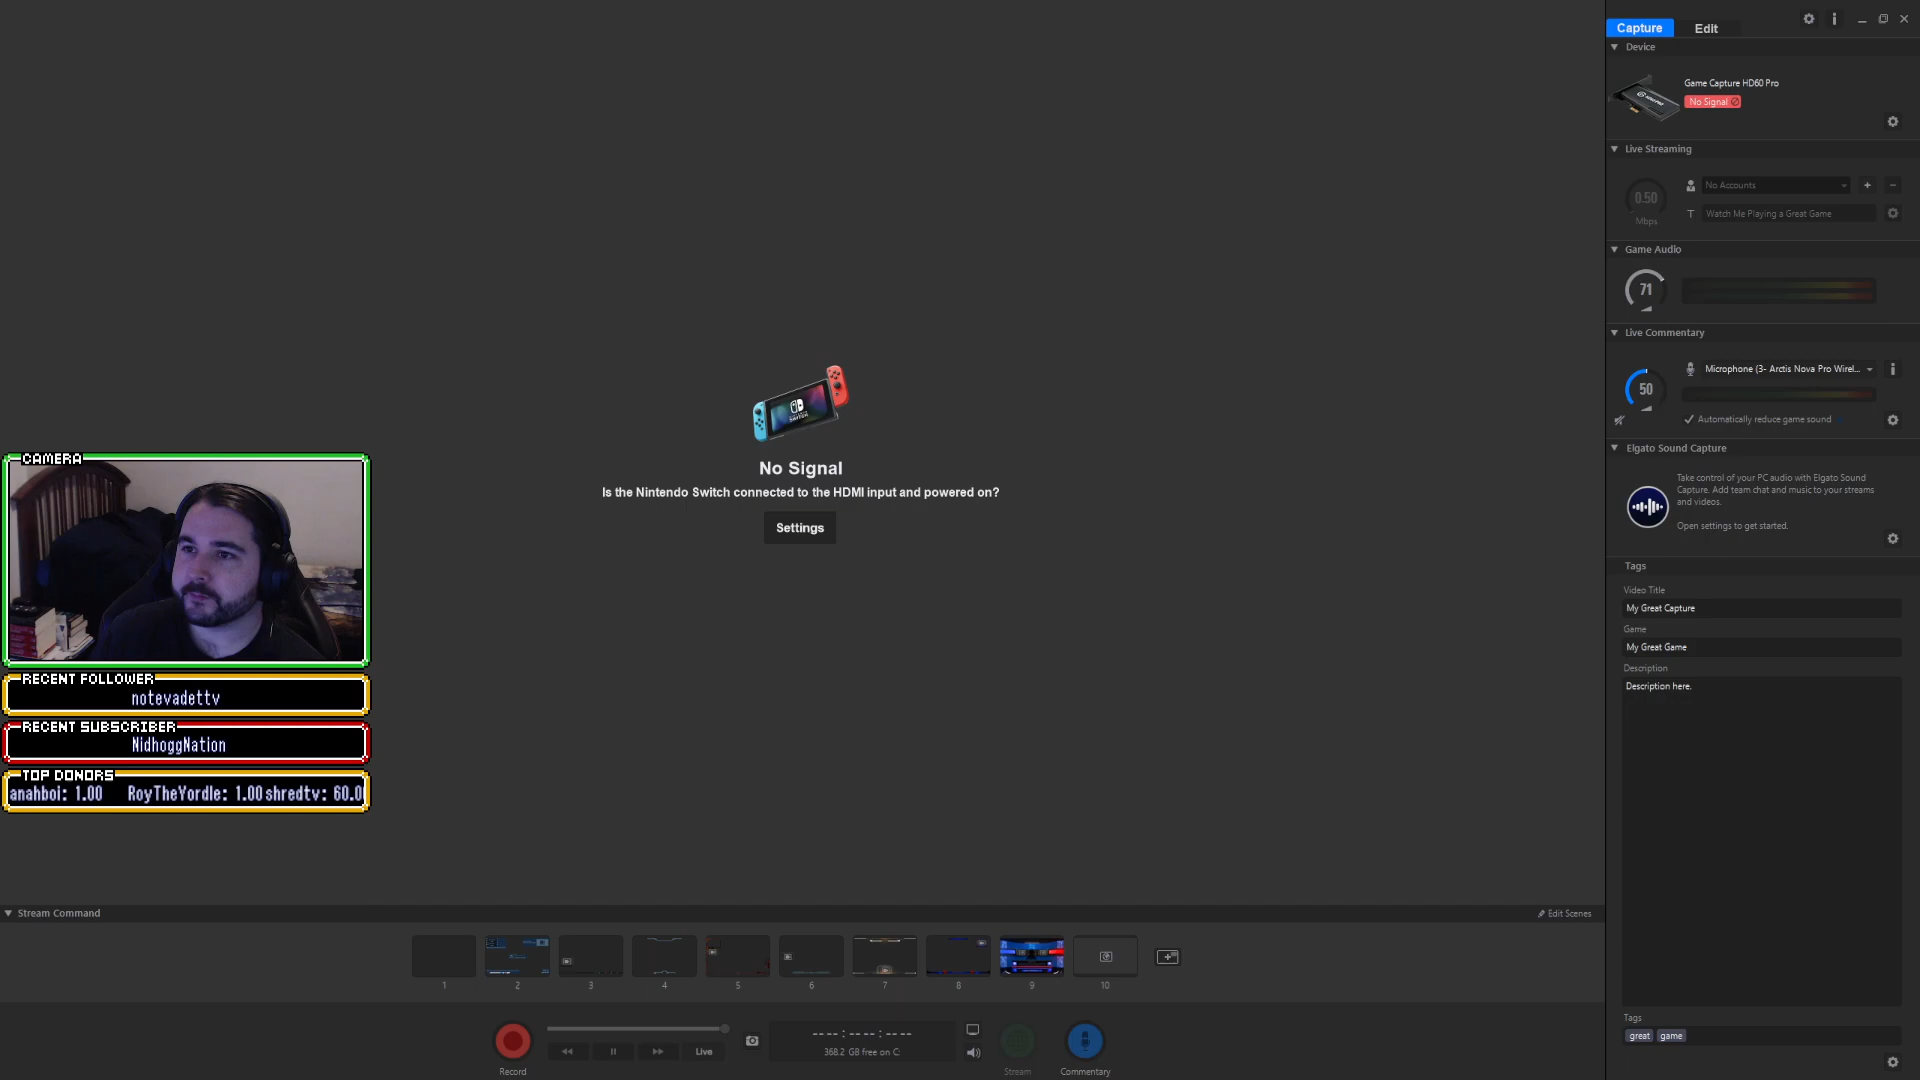 Capture
Edit
Device
Game Capture HD60 Pro
No Signal
Live Streaming
0.50
Mbps
No Accounts
T
Watch Me Playing a Great Game
Game Audio
71
Live Commentary
50
Microphone (3- Arctis Nova Pro Wirel...
Automatically reduce game sound
Elgato Sound Capture
Take control of your PC audio with Elgato Sound
Capture. Add team chat and music to your streams
and videos.
Open settings to get started.
Tags
Video Title
My Great Capture
Game
My Great Game
Description
Description here.
Tags
great game
No Signal
Is the Nintendo Switch connected to the HDMI input and powered on?
Settings
CAMERA
RECENT FOLLOWER
notevadettv
RECENT SUBSCRIBER
NidhoggNation
TOP DONORS
anahboi: 1.00 RoyTheYordle: 1.00 shredtv: 60.0
Stream Command
Edit Scenes
1 2 3 4 5 6 7 8 9 10
Live
-- -- : -- -- : -- --
368.2 GB free on C:
Record
Stream
Commentary